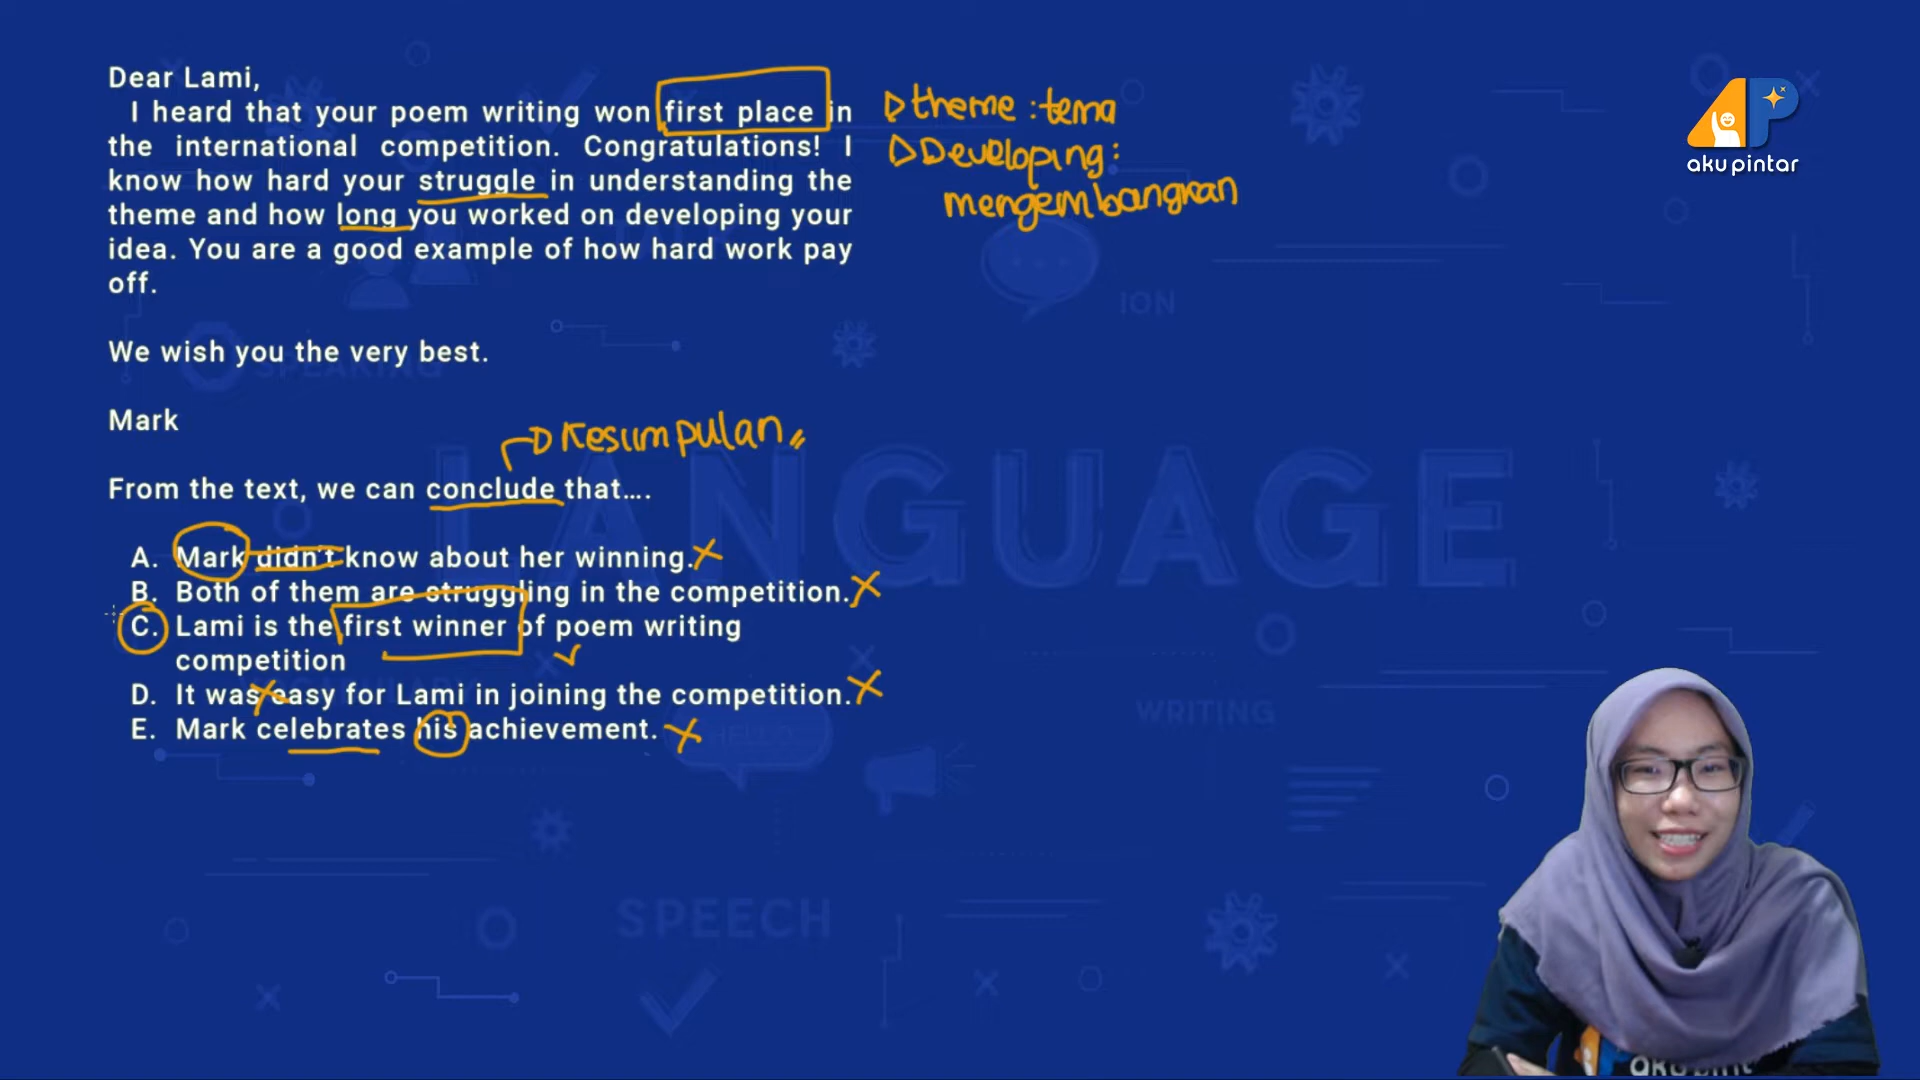 Dear Lami,
I heard that your poem writing won first place in
the international competition. Congratulations! I
know how hard your struggle in understanding the
theme and how long you worked on developing your
idea. You are a good example of how hard work pay
off.
We wish you the very best.
Mark
From the text, we can conclude that....
A. Mark didn't know about her winning.
B. Both of them are struggling in the competition.
C. Lami is the first winner of poem writing
competition
D. It was easy for Lami in joining the competition.
E. Mark celebrates his achievement.
theme : tema
Developing :
mengembangkan
Kesimpulan
aku pintar
LANGUAGE
SPEAKING
ION
WRITING
HELLO
SPEECH